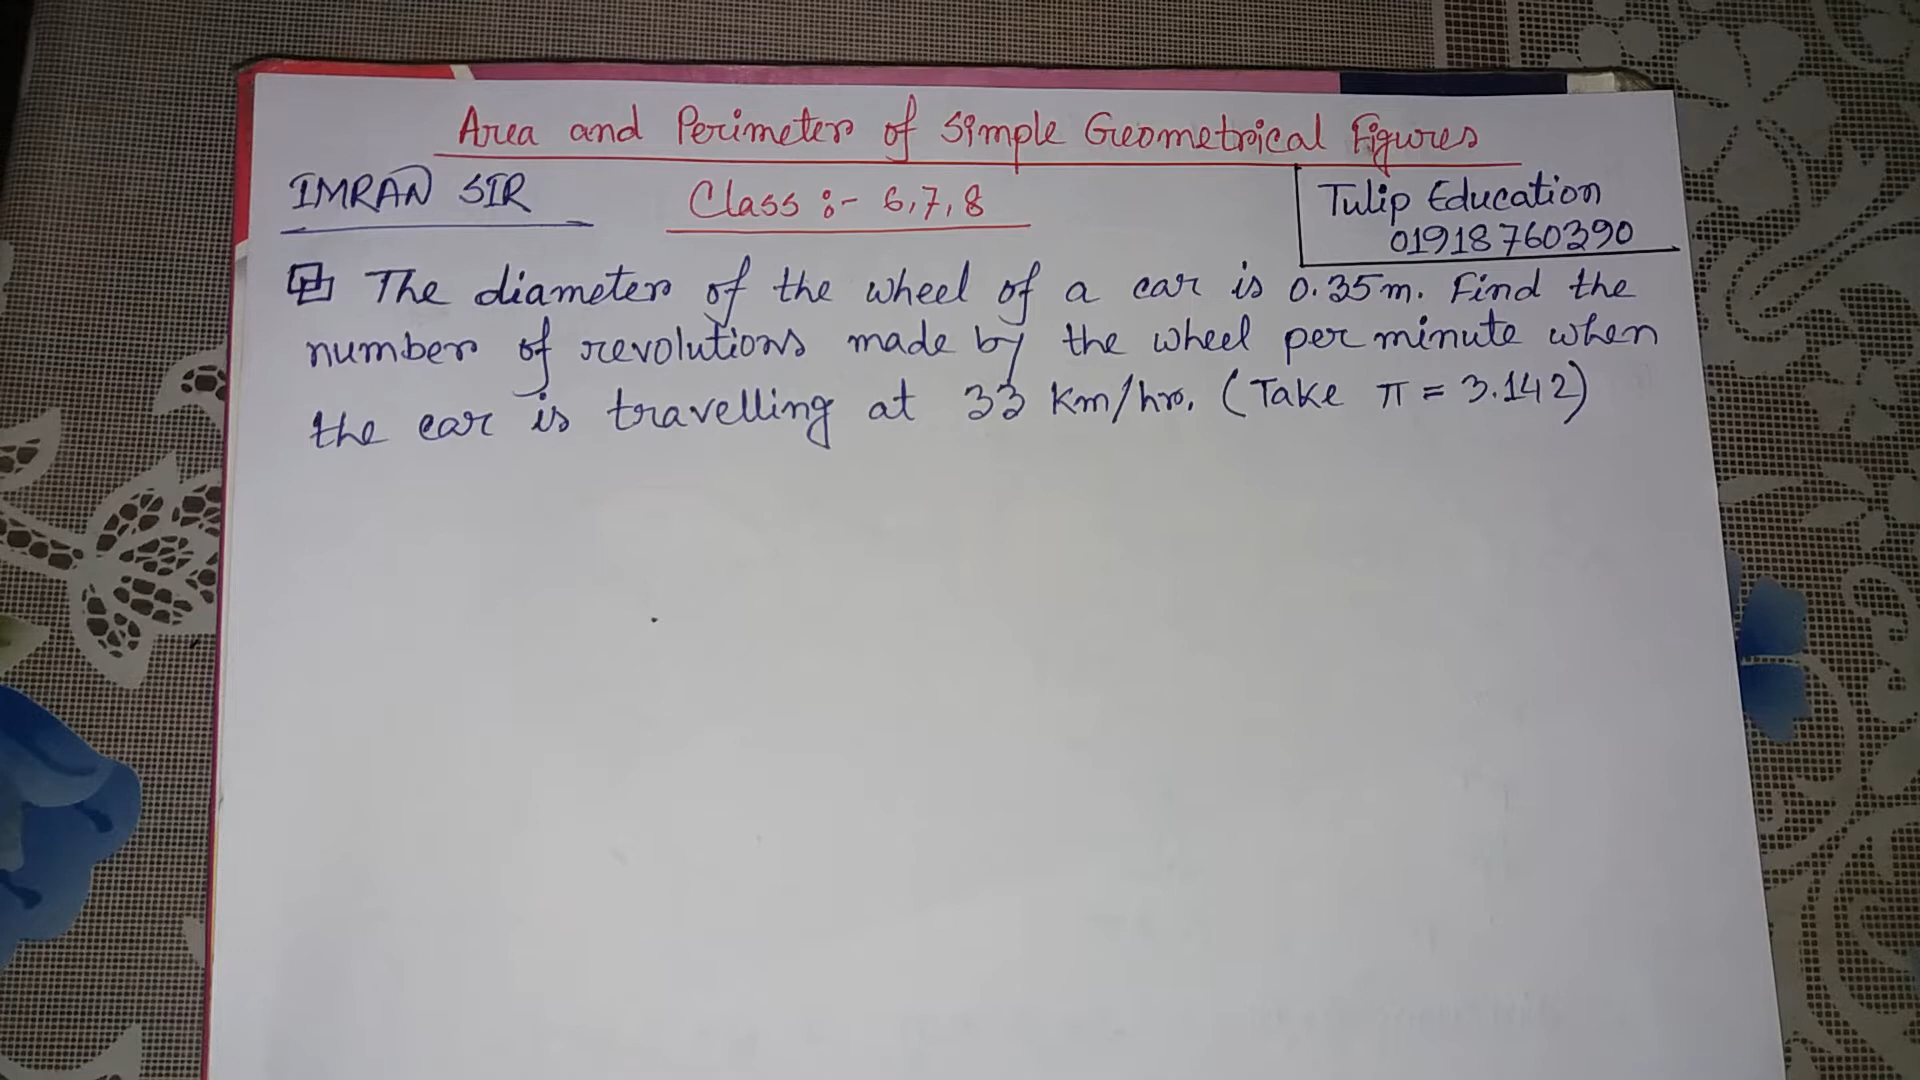 Area and Perimeter of Simple Geometrical Figures
IMRAN SIR
Class :- 6,7,8
Tulip Education
01918760390
The diameter of the wheel of a car is 0.35m. Find the
number of revolutions made by the wheel per minute when
the car is travelling at 33 Km/hr. (Take π = 3.142)